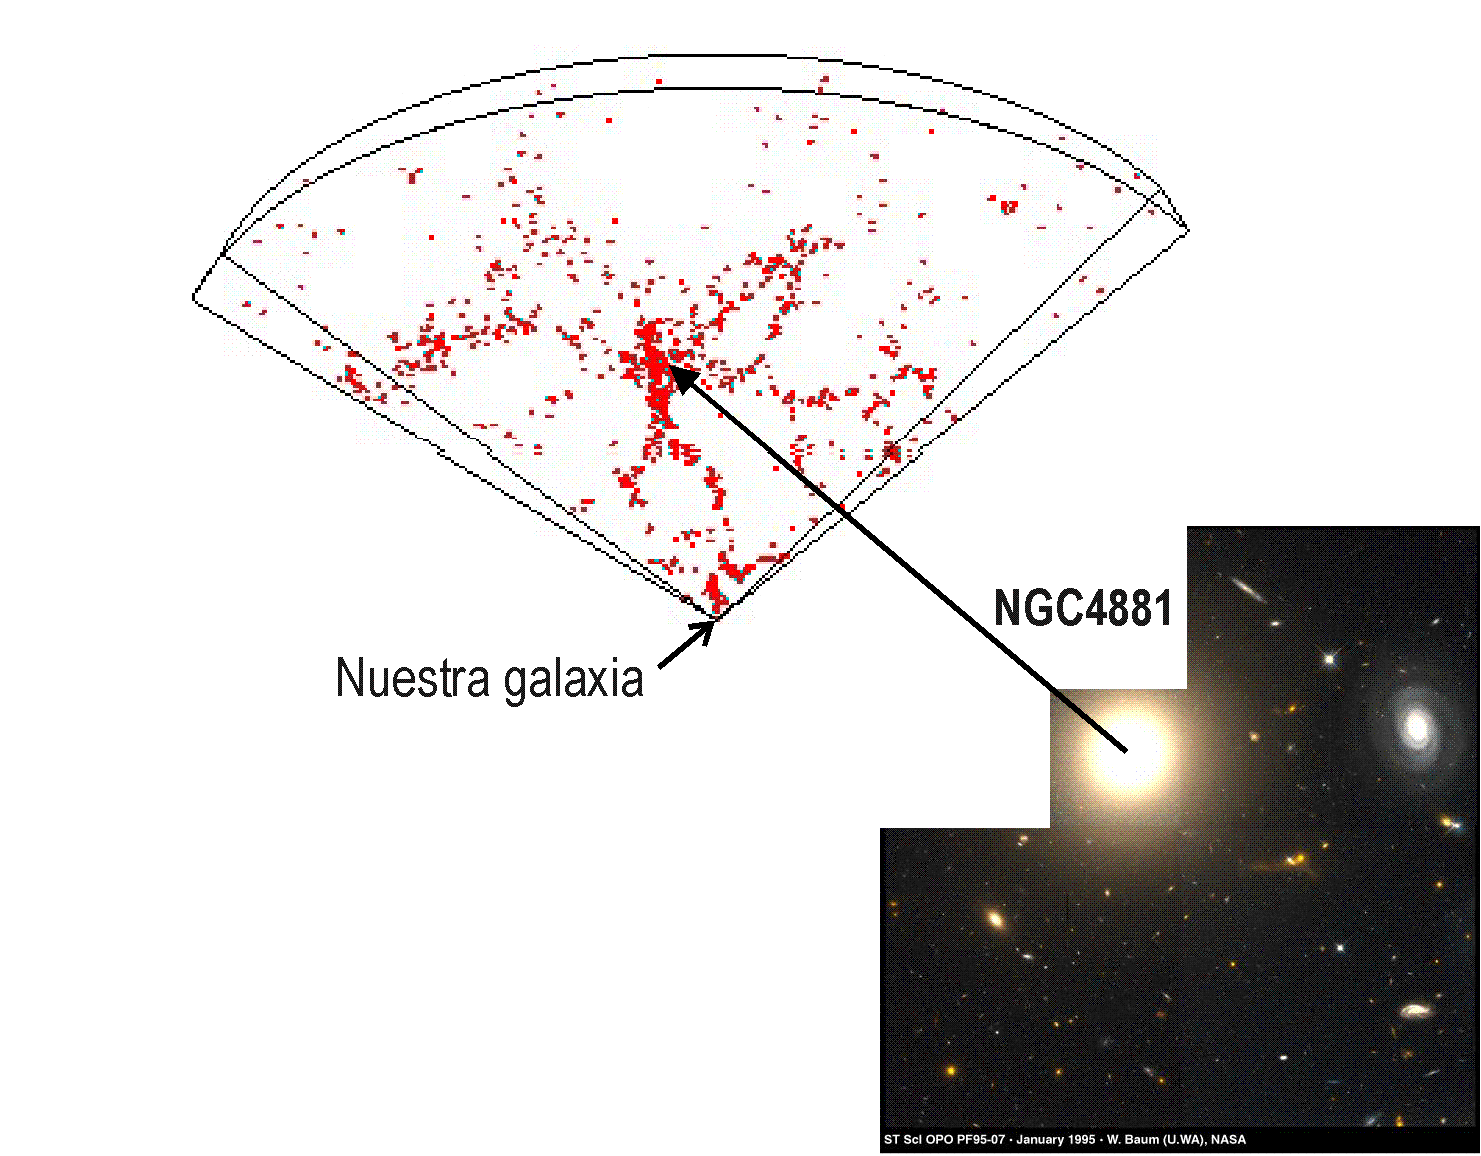 NGC4881
Nuestra galaxia
ST ScI OPO PF95-07 · January 1995 · W. Baum (U.WA), NASA